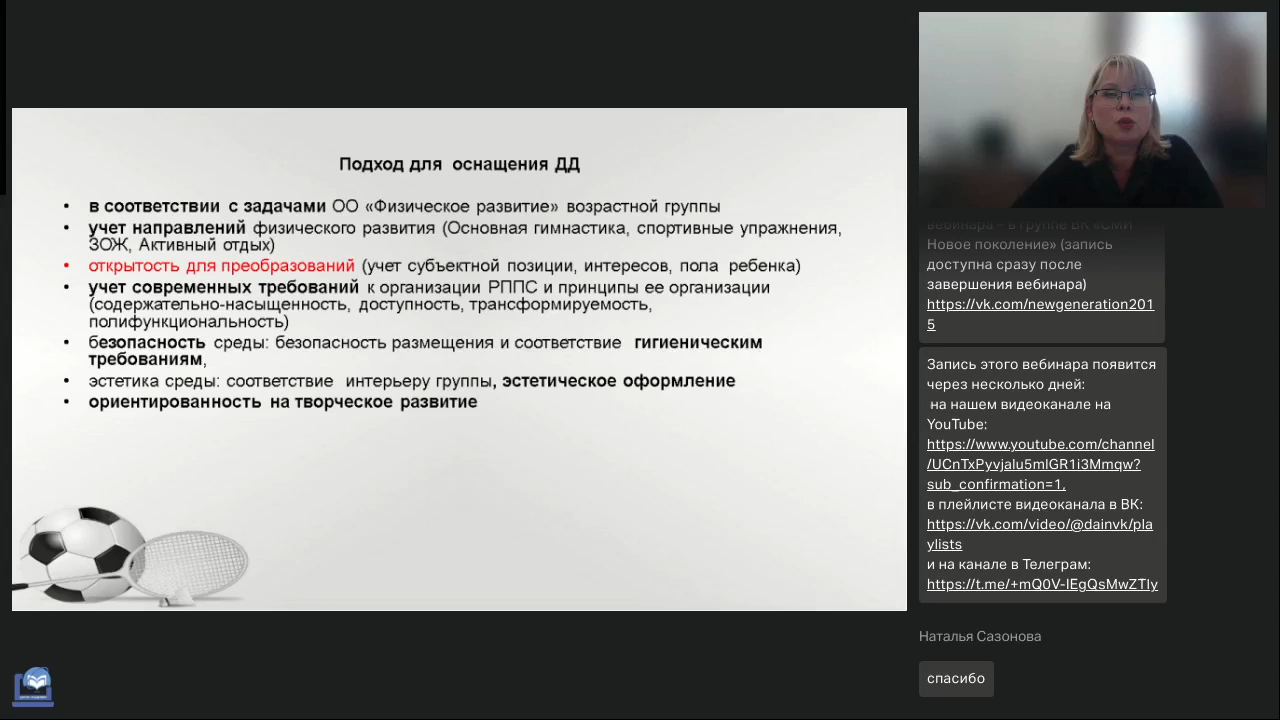 Подход для оснащения ДД
• в соответствии с задачами ОО «Физическое развитие» возрастной группы
• учет направлений физического развития (Основная гимнастика, спортивные упражнения,
ЗОЖ, Активный отдых)
• открытость для преобразований (учет субъектной позиции, интересов, пола ребенка)
• учет современных требований к организации РППС и принципы ее организации
(содержательно-насыщенность, доступность, трансформируемость,
полифункциональность)
• безопасность среды: безопасность размещения и соответствие гигиеническим
требованиям,
• эстетика среды: соответствие интерьеру группы, эстетическое оформление
• ориентированность на творческое развитие
вебинара – в группе ВК «СМИ
Новое поколение» (запись
доступна сразу после
завершения вебинара)
https://vk.com/newgeneration201
5
Запись этого вебинара появится
через несколько дней:
на нашем видеоканале на
YouTube:
https://www.youtube.com/channel
/UCnTxPyvjalu5mlGR1i3Mmqw?
sub_confirmation=1,
в плейлисте видеоканала в ВК:
https://vk.com/video/@dainvk/pla
ylists
и на канале в Телеграм:
https://t.me/+mQ0V-IEgQsMwZTly
Наталья Сазонова
спасибо